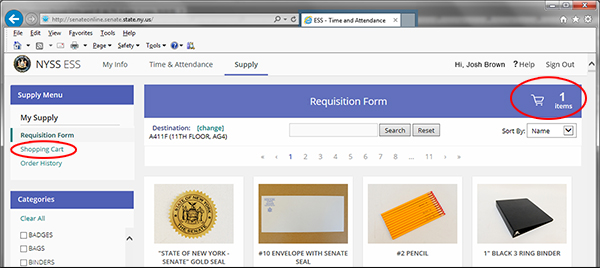 http://senateonline.senate.state.ny.us/
ESS - Time and Attendance
File Edit View Favorites Tools Help
Page Safety Tools
NYSS ESS
My Info
Time & Attendance
Supply
Hi, Josh Brown
Help
Sign Out
Supply Menu
My Supply
Requisition Form
Shopping Cart
Order History
Categories
Clear All
BADGES
BAGS
BINDERS
Requisition Form
1
items
Destination: [change]
A411F (11TH FLOOR, AG4)
Search
Reset
Sort By:
Name
« ‹ 1 2 3 4 5 6 7 8 ... 11 › »
"STATE OF NEW YORK - SENATE" GOLD SEAL
#10 ENVELOPE WITH SENATE SEAL
#2 PENCIL
1" BLACK 3 RING BINDER